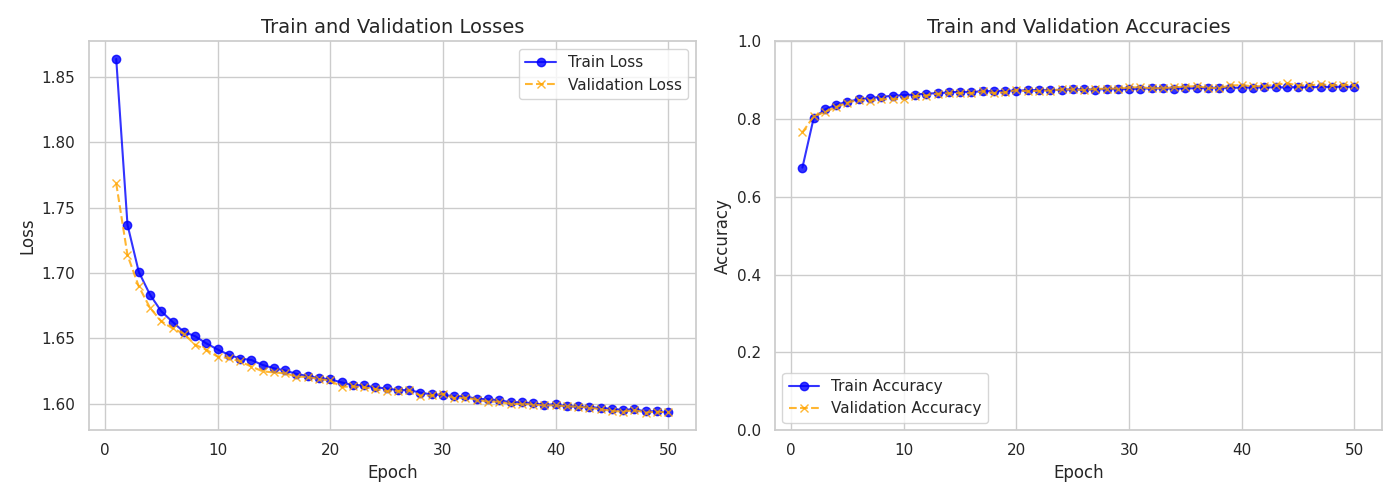 Train and Validation Losses
Train Loss
Validation Loss
1.85
1.80
1.75
1.70
1.65
1.60
Loss
0
10
20
30
40
50
Epoch
Train and Validation Accuracies
1.0
0.8
0.6
0.4
0.2
0.0
Accuracy
Train Accuracy
Validation Accuracy
0
10
20
30
40
50
Epoch